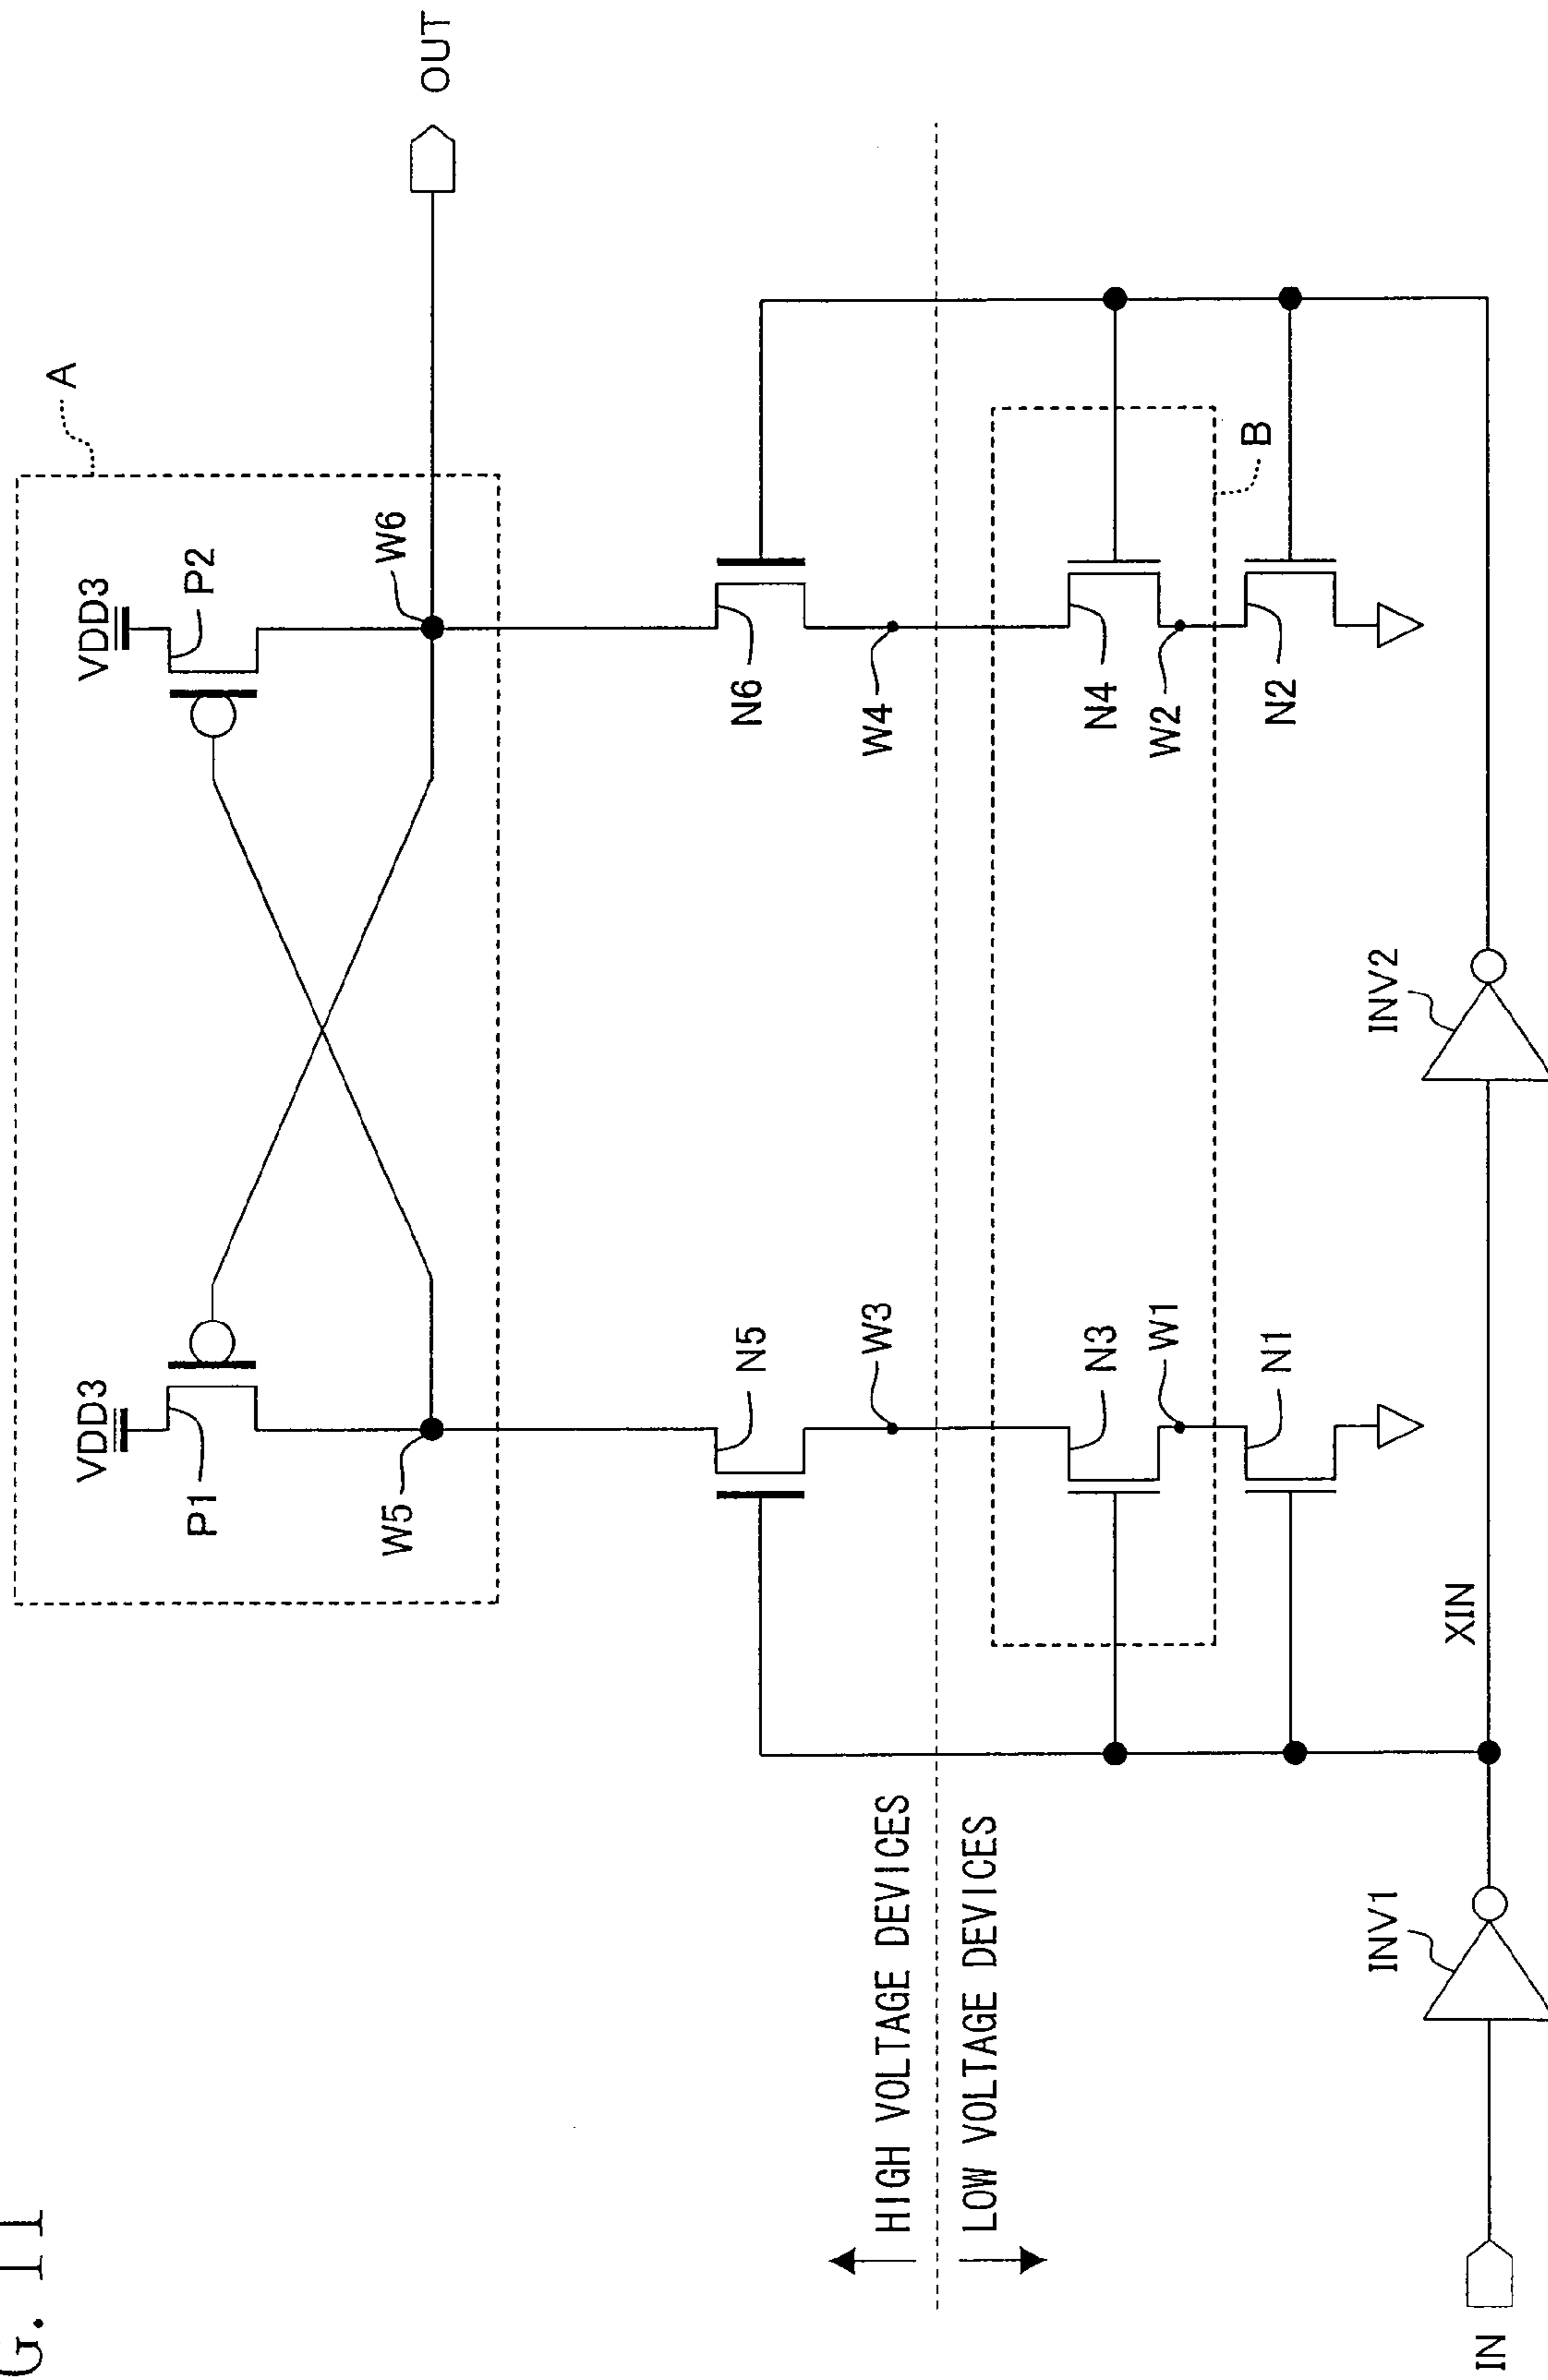 G. 11
A
VDD3
VDD3
P1
P2
W5
W6
OUT
N5
N6
W3
W4
HIGH VOLTAGE DEVICES
LOW VOLTAGE DEVICES
N3
N4
B
W1
W2
N1
N2
INV1
INV2
XIN
IN